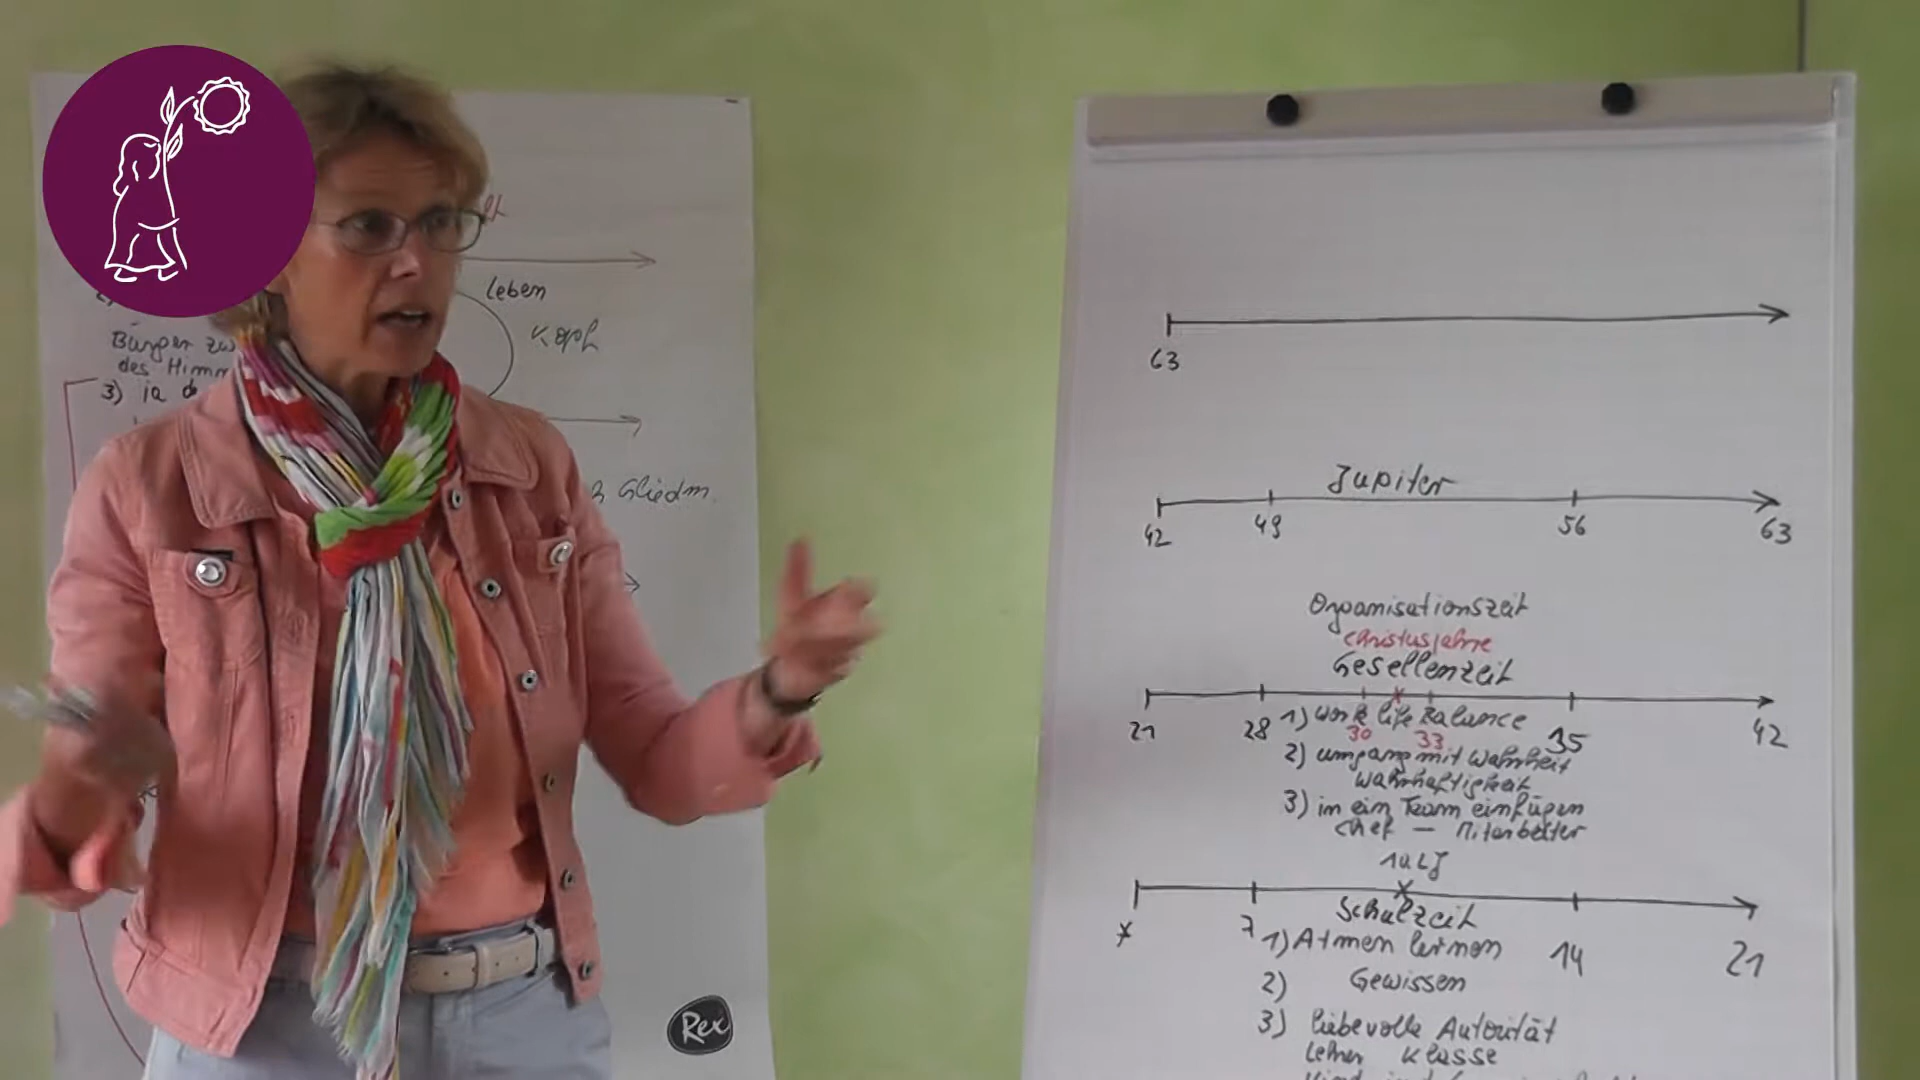 Leben
Kopf
Bürger zw
des Himm
3) ia d
Gliedm.
Rex
63
Jupiter
42 49 56 63
Organisationszeit
Christusjahre
Gesellenzeit
21 28 1) Work life Balance 35 42
30 33
2) umgang mit Wahrheit
Wahrhaftigkeit
3) in ein Team einfügen
Chef — Mitarbeiter
10. LJ
Schulzeit
* 7 1) Atmen lernen 14 21
2) Gewissen
3) liebevolle Autorität
Lehrer Klasse